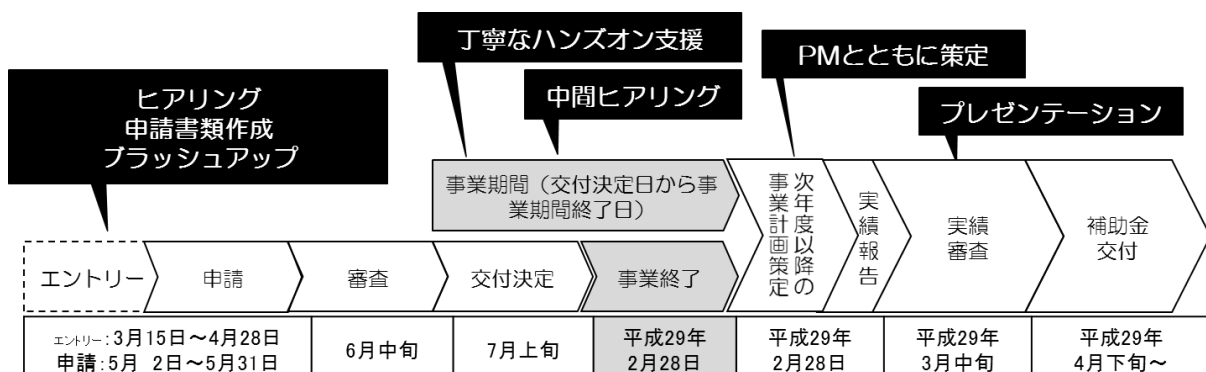 丁寧なハンズオン支援
PMとともに策定
ヒアリング
申請書類作成
ブラッシュアップ
中間ヒアリング
プレゼンテーション
事業期間（交付決定日から事
業期間終了日）
次年度以降の
事業計画策定
実績報告
実績
審査
補助金
交付
エントリー
申請
審査
交付決定
事業終了
エントリー：3月15日～4月28日
申請：5月 2日～5月31日
6月中旬
7月上旬
平成29年
2月28日
平成29年
2月28日
平成29年
3月中旬
平成29年
4月下旬～